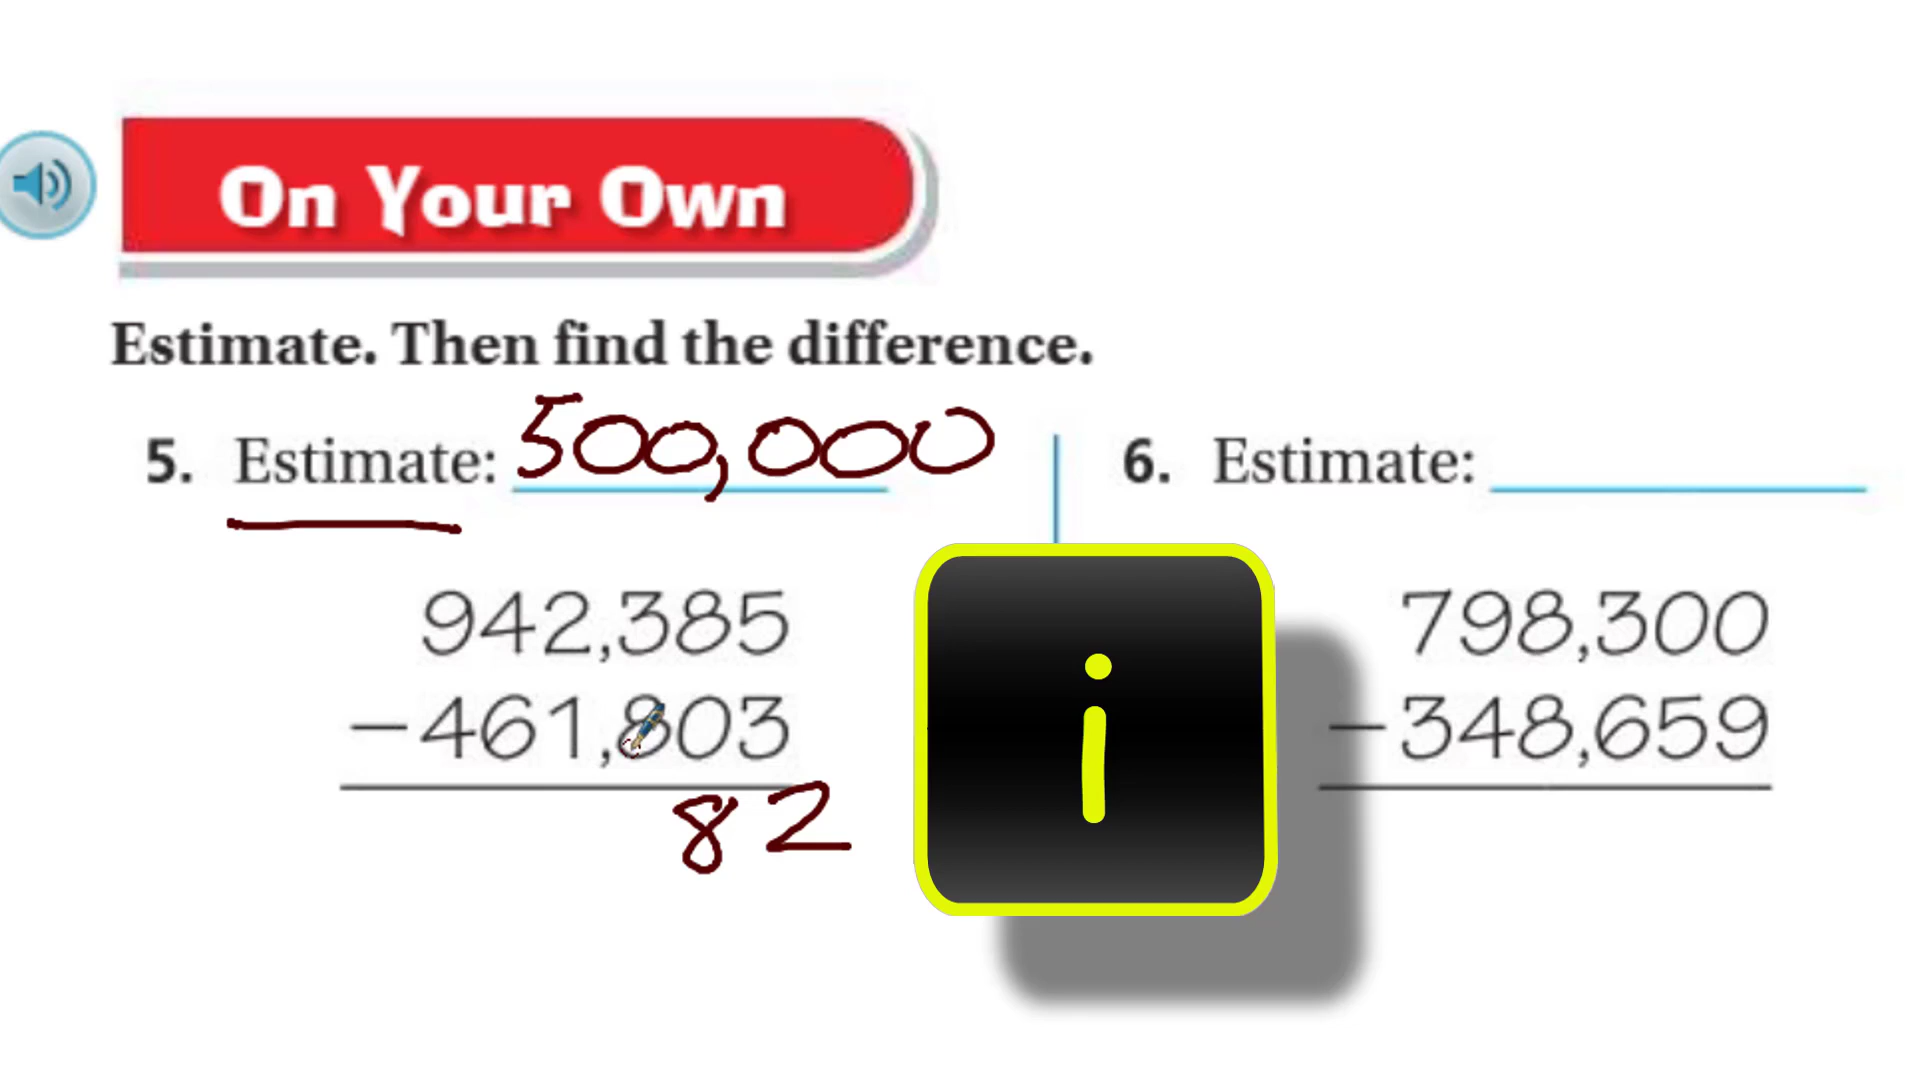 On Your Own
Estimate. Then find the difference.
5. Estimate: 500,000
942,385
−461,803
82
i
6. Estimate:
798,300
−348,659